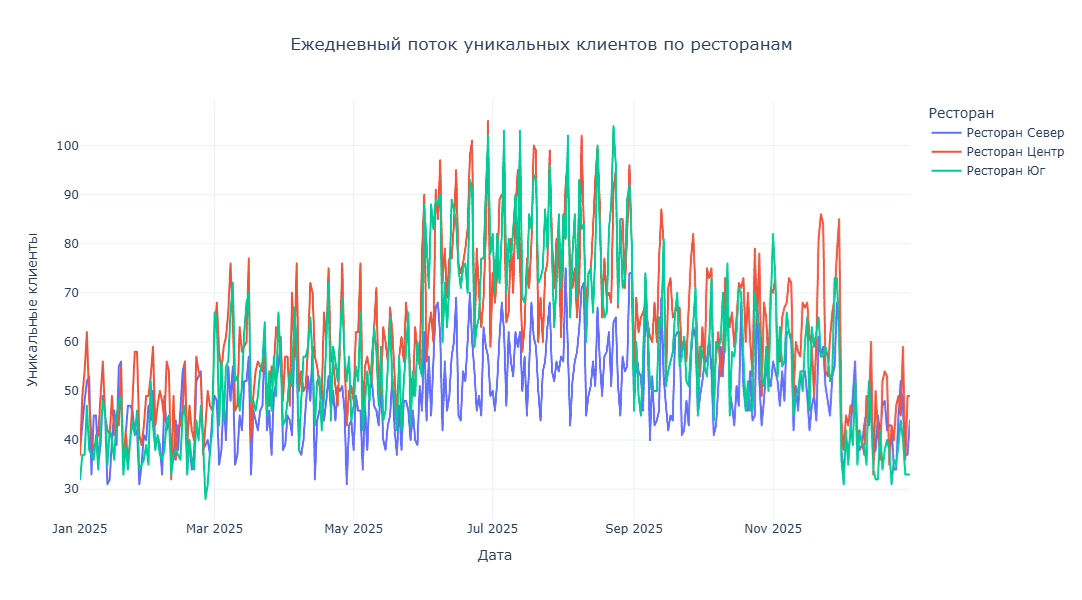 Ежедневный поток уникальных клиентов по ресторанам
Уникальные клиенты
100
90
80
70
60
50
40
30
Jan 2025
Mar 2025
May 2025
Jul 2025
Sep 2025
Nov 2025
Дата
Ресторан
Ресторан Север
Ресторан Центр
Ресторан Юг